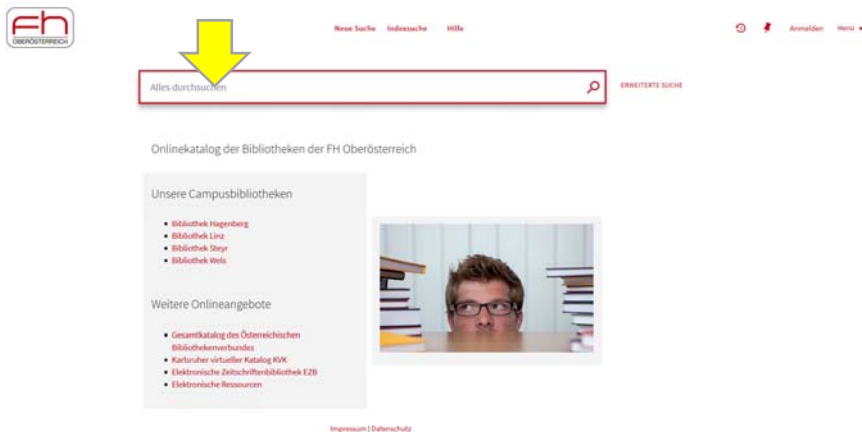 Fh
OBERÖSTERREICH
Neue Suche Indexsuche Hilfe
Anmelden Menü
Alles durchsuchen
ERWEITERTE SUCHE
Onlinekatalog der Bibliotheken der FH Oberösterreich
Unsere Campusbibliotheken
Bibliothek Hagenberg
Bibliothek Linz
Bibliothek Steyr
Bibliothek Wels
Weitere Onlineangebote
Gesamtkatalog des Österreichischen
Bibliothekenverbundes
Karlsruher virtueller Katalog KVK
Elektronische Zeitschriftenbibliothek EZB
Elektronische Ressourcen
Impressum | Datenschutz